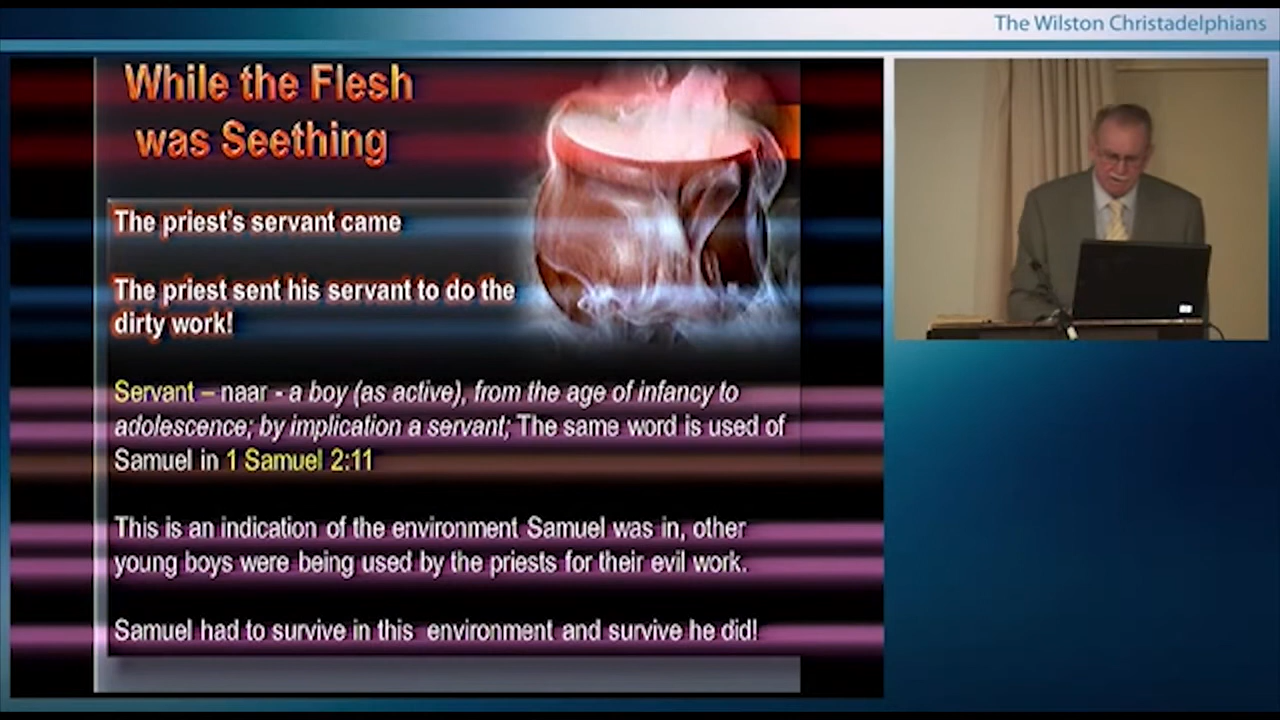 The Wilston Christadelphians
While the Flesh
was Seething
The priest's servant came
The priest sent his servant to do the
dirty work!
Servant – naar - a boy (as active), from the age of infancy to
adolescence; by implication a servant; The same word is used of
Samuel in 1 Samuel 2:11
This is an indication of the environment Samuel was in, other
young boys were being used by the priests for their evil work.
Samuel had to survive in this environment and survive he did!